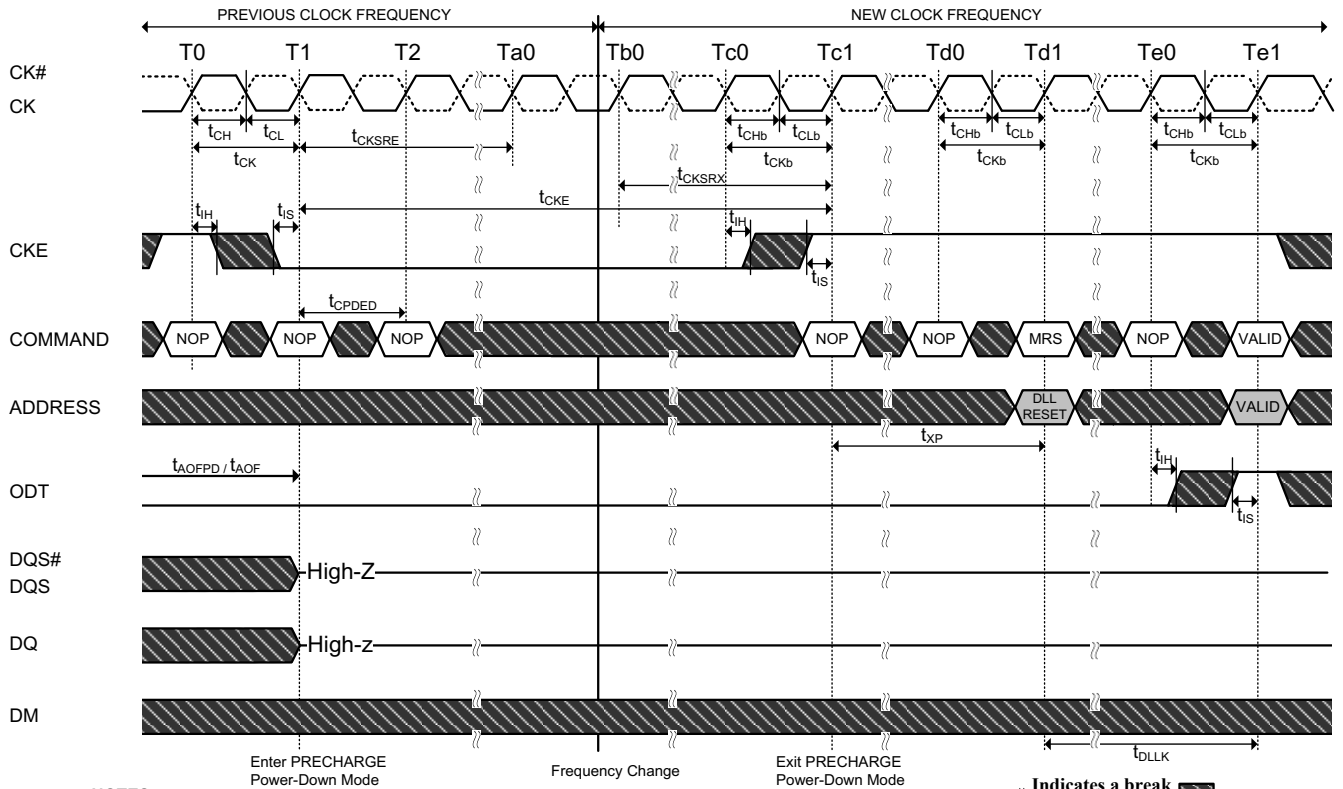 PREVIOUS CLOCK FREQUENCY NEW CLOCK FREQUENCY
T0 T1 T2 Ta0 Tb0 Tc0 Tc1 Td0 Td1 Te0 Te1
CK#
CK
tCH tCL tCHb tCLb tCHb tCLb tCHb tCLb
tCK tCKSRE tCKb tCKb tCKb
tCKSRX
tCKE
tIH tIS tIH
CKE
tIS
tCPDED
COMMAND NOP NOP NOP NOP NOP MRS NOP VALID
ADDRESS DLL RESET VALID
tXP
tAOFPD / tAOF tIH
ODT
tIS
DQS#
DQS
High-Z
DQ High-z
DM
tDLLK
Enter PRECHARGE
Power-Down Mode
Frequency Change
Exit PRECHARGE
Power-Down Mode
Indicates a break